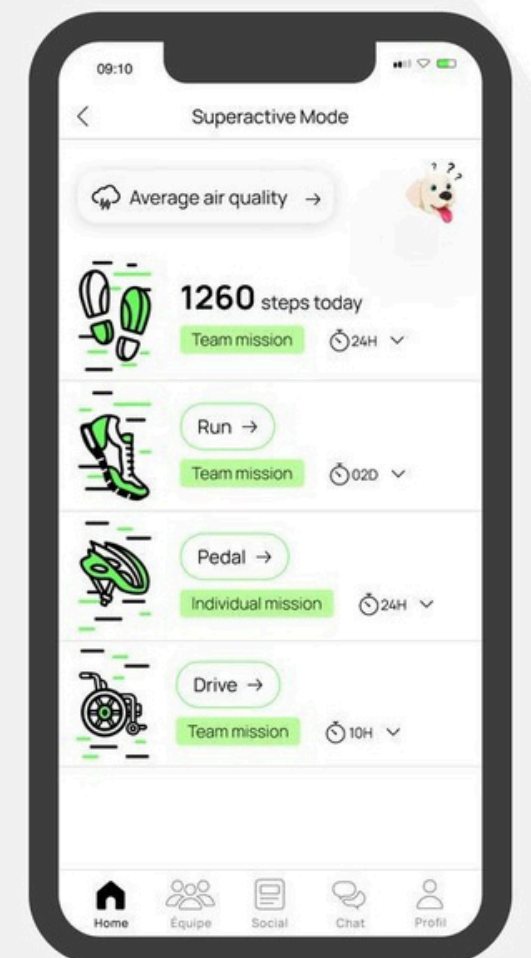 09:10
Superactive Mode
Average air quality →
? ? ?
1260 steps today
Team mission 24H
Run →
Team mission 02D
Pedal →
Individual mission 24H
Drive →
Team mission 10H
Home Équipe Social Chat Profil